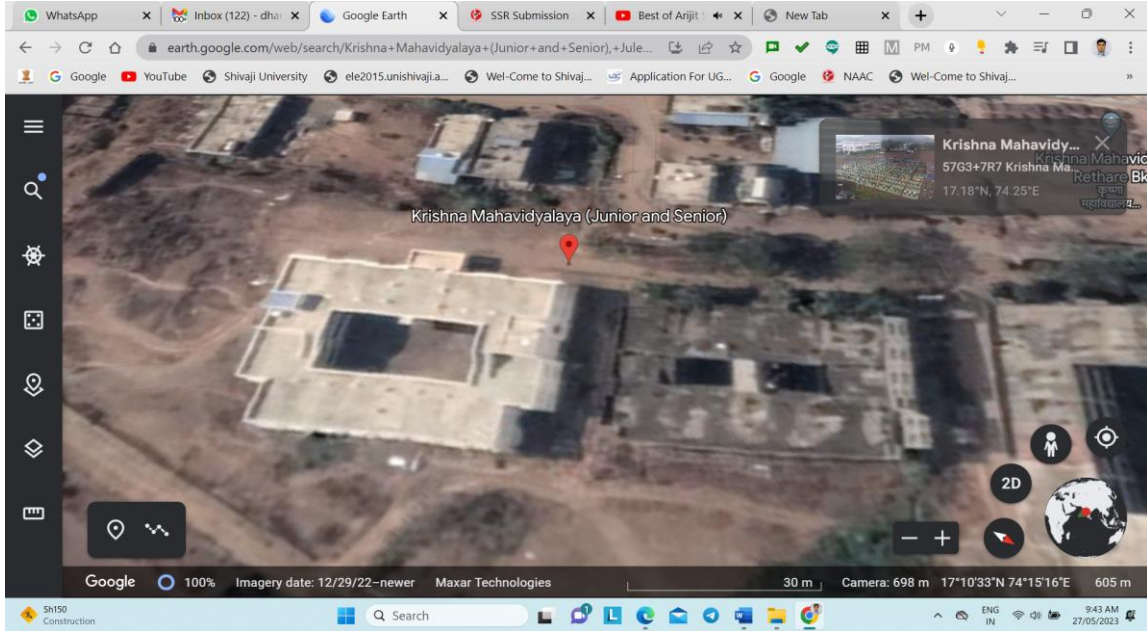 WhatsApp
Inbox (122) - dha
Google Earth
SSR Submission
Best of Arijit S
New Tab
earth.google.com/web/search/Krishna+Mahavidyalaya+(Junior+and+Senior),+Jule...
PM
Google
YouTube
Shivaji University
ele2015.unishivaji.a...
Wel-Come to Shivaj...
Application For UG...
Google
NAAC
Wel-Come to Shivaj...
Krishna Mahavidy...
57G3+7R7 Krishna Ma...
17.18°N, 74.25°E
Krishna Mahavid
Rethare Bk
कृष्णा
महाविद्यालय,...
Krishna Mahavidyalaya (Junior and Senior)
2D
Google
100%
Imagery date: 12/29/22–newer
Maxar Technologies
30 m
Camera: 698 m
17°10'33"N 74°15'16"E
605 m
Sh150
Construction
Search
ENG
IN
9:43 AM
27/05/2023